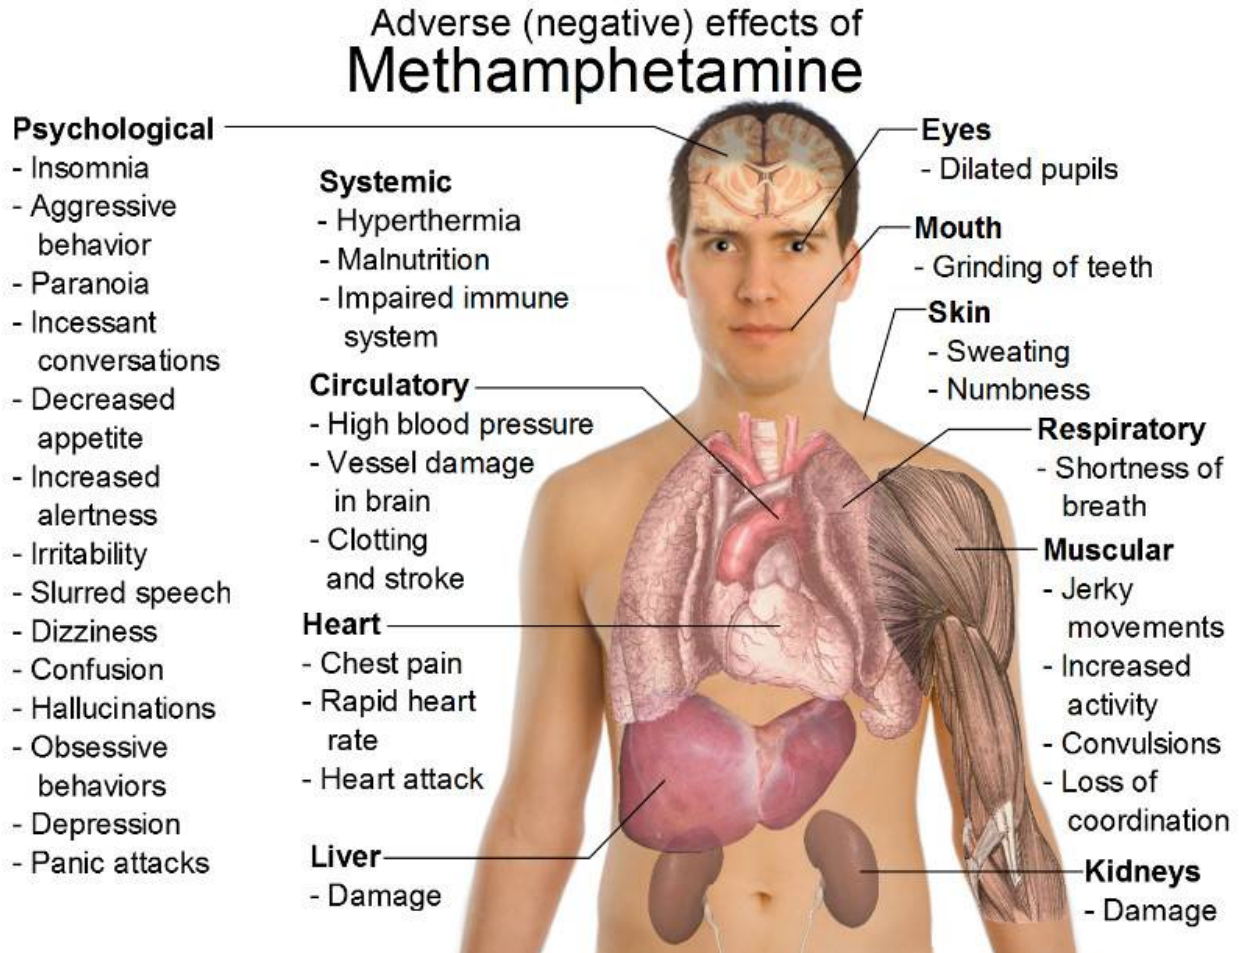 Adverse (negative) effects of
Methamphetamine
Psychological
- Insomnia
- Aggressive
behavior
- Paranoia
- Incessant
conversations
- Decreased
appetite
- Increased
alertness
- Irritability
- Slurred speech
- Dizziness
- Confusion
- Hallucinations
- Obsessive
behaviors
- Depression
- Panic attacks
Systemic
- Hyperthermia
- Malnutrition
- Impaired immune
system
Circulatory
- High blood pressure
- Vessel damage
in brain
- Clotting
and stroke
Heart
- Chest pain
- Rapid heart
rate
- Heart attack
Liver
- Damage
Eyes
- Dilated pupils
Mouth
- Grinding of teeth
Skin
- Sweating
- Numbness
Respiratory
- Shortness of
breath
Muscular
- Jerky
movements
- Increased
activity
- Convulsions
- Loss of
coordination
Kidneys
- Damage